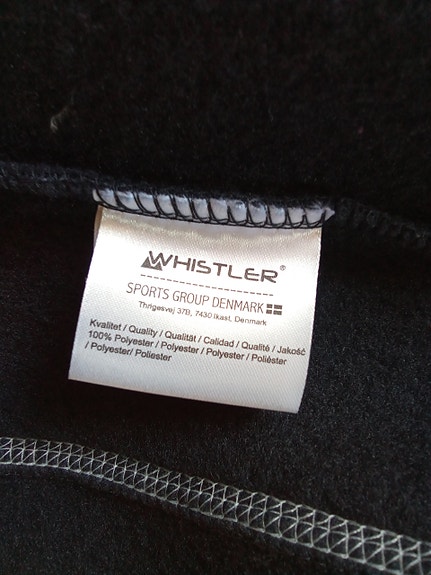 WHISTLER®
SPORTS GROUP DENMARK
Thrigesvej 37B, 7430 Ikast, Denmark
Kvalitet / Quality / Qualität / Calidad / Qualité / Jakość
100% Polyester / Polyester / Polyester / Poliéster
/ Polyester/ Poliester